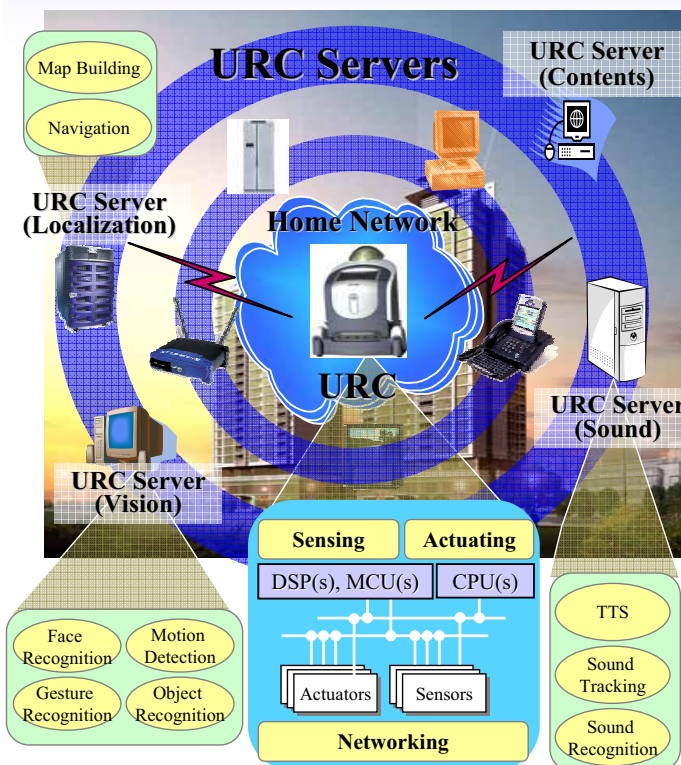 Map Building
Navigation
URC Servers
URC Server
(Contents)
URC Server
(Localization)
Home Network
URC
URC Server
(Sound)
URC Server
(Vision)
Sensing
Actuating
DSP(s), MCU(s)
CPU(s)
Actuators
Sensors
Networking
Face
Recognition
Motion
Detection
Gesture
Recognition
Object
Recognition
TTS
Sound
Tracking
Sound
Recognition